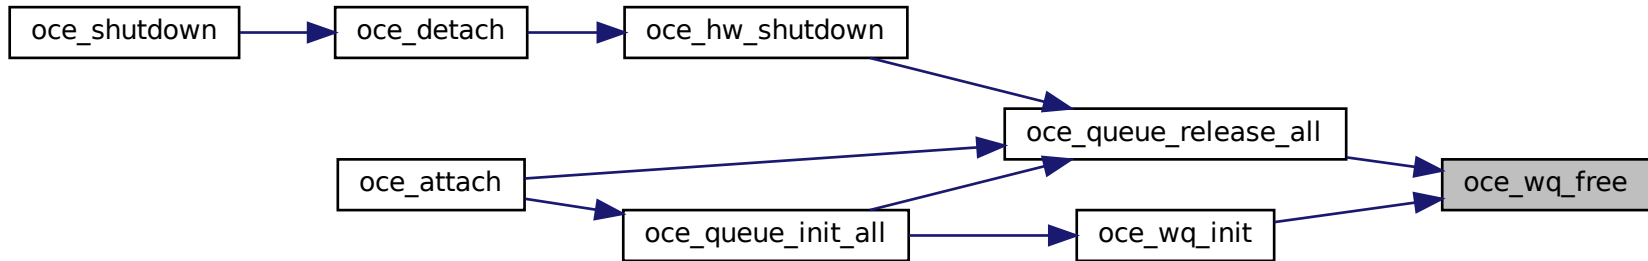 oce_shutdown
oce_detach
oce_hw_shutdown
oce_queue_release_all
oce_attach
oce_wq_free
oce_queue_init_all
oce_wq_init